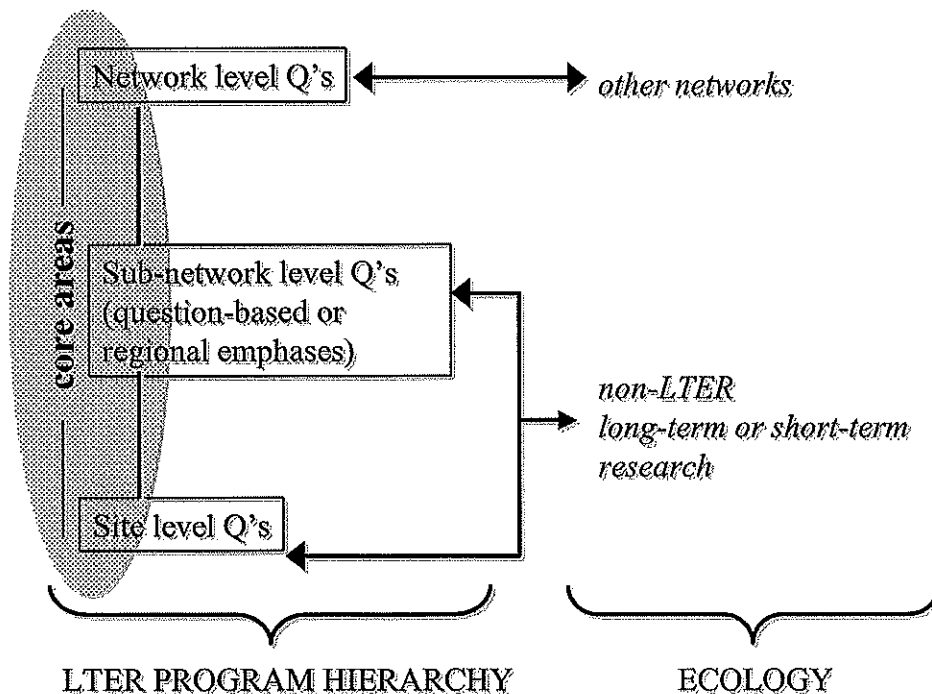 Network level Q's
other networks
core areas
Sub-network level Q's
(question-based or
regional emphases)
non-LTER
long-term or short-term
research
Site level Q's
LTER PROGRAM HIERARCHY
ECOLOGY